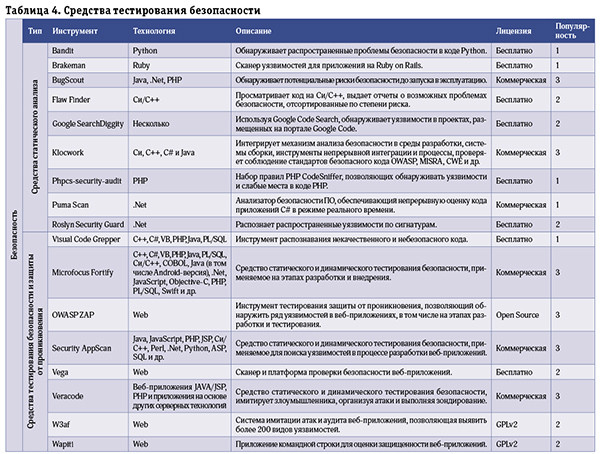 Таблица 4. Средства тестирования безопасности
Тип Инструмент Технология Описание Лицензия Популяр-
ность
Безопасность
Средства статического анализа
Bandit Python Обнаруживает распространенные проблемы безопасности в коде Python. Бесплатно 1
Brakeman Ruby Сканер уязвимостей для приложений на Ruby on Rails. Бесплатно 1
BugScout Java, .Net, PHP Обнаруживает потенциальные риски безопасности до запуска в эксплуатацию. Коммерческая 3
Flaw Finder Си/C++ Просматривает код на Си/C++, выдает отчеты о возможных проблемах
безопасности, отсортированные по степени риска. Бесплатно 2
Google SearchDiggity Несколько Используя Google Code Search, обнаруживает уязвимости в проектах, раз-
мещенных на портале Google Code. Бесплатно 2
Klocwork Си, C++, C# и Java Интегрирует механизм анализа безопасности в среды разработки, систе-
мы сборки, инструменты непрерывной интеграции и процессы, проверя-
ет соблюдение стандартов безопасного кода OWASP, MISRA, CWE и др. Коммерческая 3
Phpcs-security-audit PHP Набор правил PHP CodeSniffer, позволяющих обнаруживать уязвимости
и слабые места в коде PHP. Бесплатно 1
Puma Scan .Net Анализатор безопасности ПО, обеспечивающий непрерывную оценку кода
приложений C# в режиме реального времени. Коммерческая 1
Roslyn Security Guard .Net Распознает распространенные уязвимости по сигнатурам. Бесплатно 2
Средства тестирования безопасности и защиты
от проникновения
Visual Code Grepper C++, C#, VB, PHP, Java, PL/SQL Инструмент распознавания некачественного и небезопасного кода. Бесплатно 1
Microfocus Fortify C++, C#, VB, PHP, Java, PL/SQL,
Си/C++, COBOL, Java (в том
числе Android-версия), .Net,
JavaScript, Objective-C, PHP,
PL/SQL, Swift и др. Средство статического и динамического тестирования безопасности, при-
меняемое на этапах разработки и внедрения. Коммерческая 3
OWASP ZAP Web Инструмент тестирования защиты от проникновения, позволяющий об-
наружить ряд уязвимостей в веб-приложениях, в том числе на этапах раз-
работки и тестирования. Open Source 3
Security AppScan Java, JavaScript, PHP, JSP, Си/
C++, Perl, .Net, Python, ASP,
SQL и др. Средство статического и динамического тестирования безопасности, при-
меняемое для поиска уязвимостей в процессе разработки веб-приложений. Коммерческая 3
Vega Web Сканер и платформа проверки безопасности веб-приложений. Бесплатно 2
Veracode Веб-приложения JAVA/JSP,
PHP и приложения на основе
других серверных технологий Средство статического и динамического тестирования безопасности,
имитирует злоумышленника, организуя атаки и выполняя зондирование. Коммерческая 3
W3af Web Система имитации атак и аудита веб-приложений, позволяющая выявить
более 200 видов уязвимостей. GPLv2 2
Wapiti Web Приложение командной строки для оценки защищенности веб-приложений. GPLv2 2